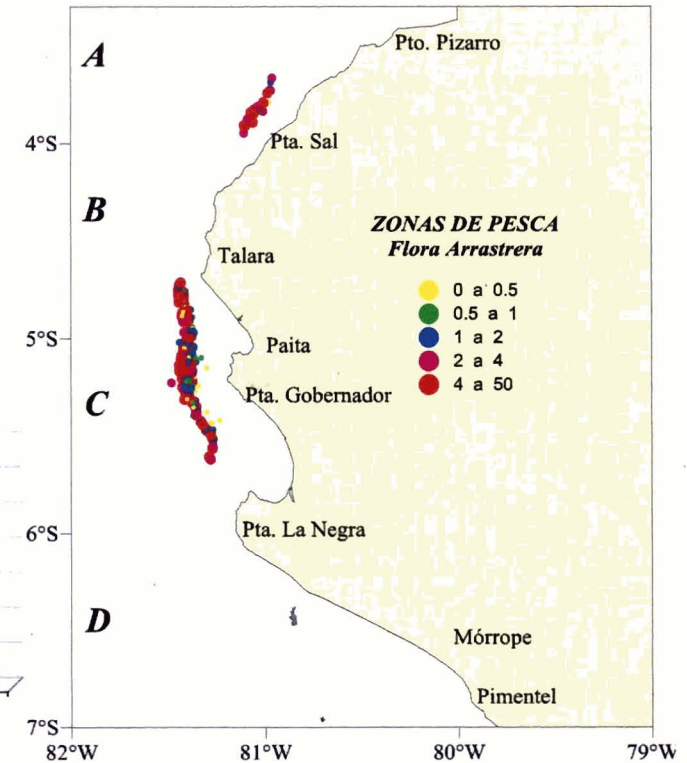 A
Pto. Pizarro
Pta. Sal
4°S
B
ZONAS DE PESCA
Flora Arrastrera
Talara
0 a 0.5
0.5 a 1
5°S
Paita
1 a 2
2 a 4
4 a 50
C
Pta. Gobernador
6°S
Pta. La Negra
D
Mórrope
Pimentel
7°S
82°W 81°W 80°W 79°W